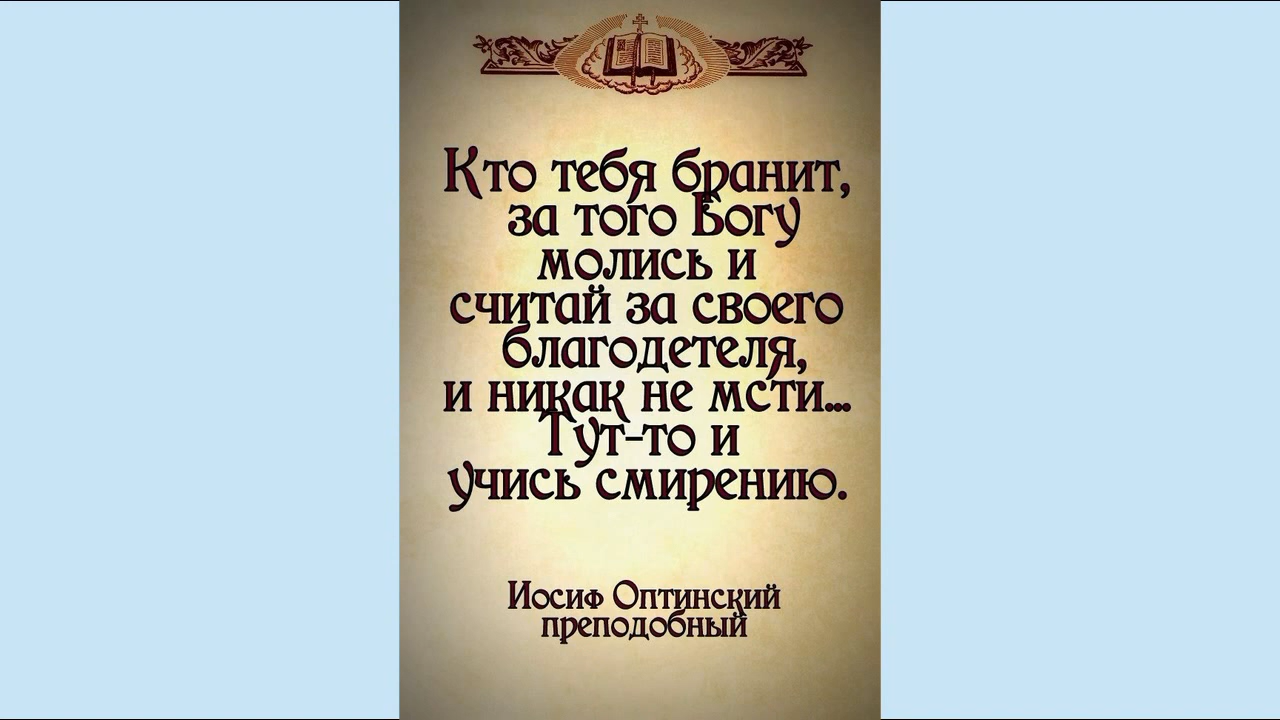 Кто тебя бранит,
за того Богу
молись и
считай за своего
благодетеля,
и никак не мсти...
Тут-то и
учись смирению.
Иосиф Оптинский
преподобный